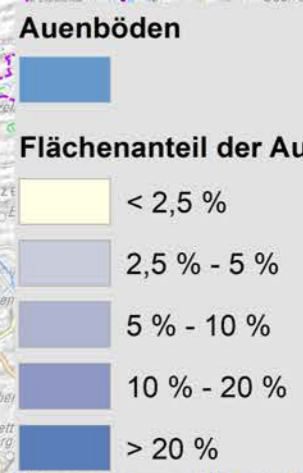 Auenböden
Flächenanteil der Au
< 2,5 %
2,5 % - 5 %
5 % - 10 %
10 % - 20 %
> 20 %